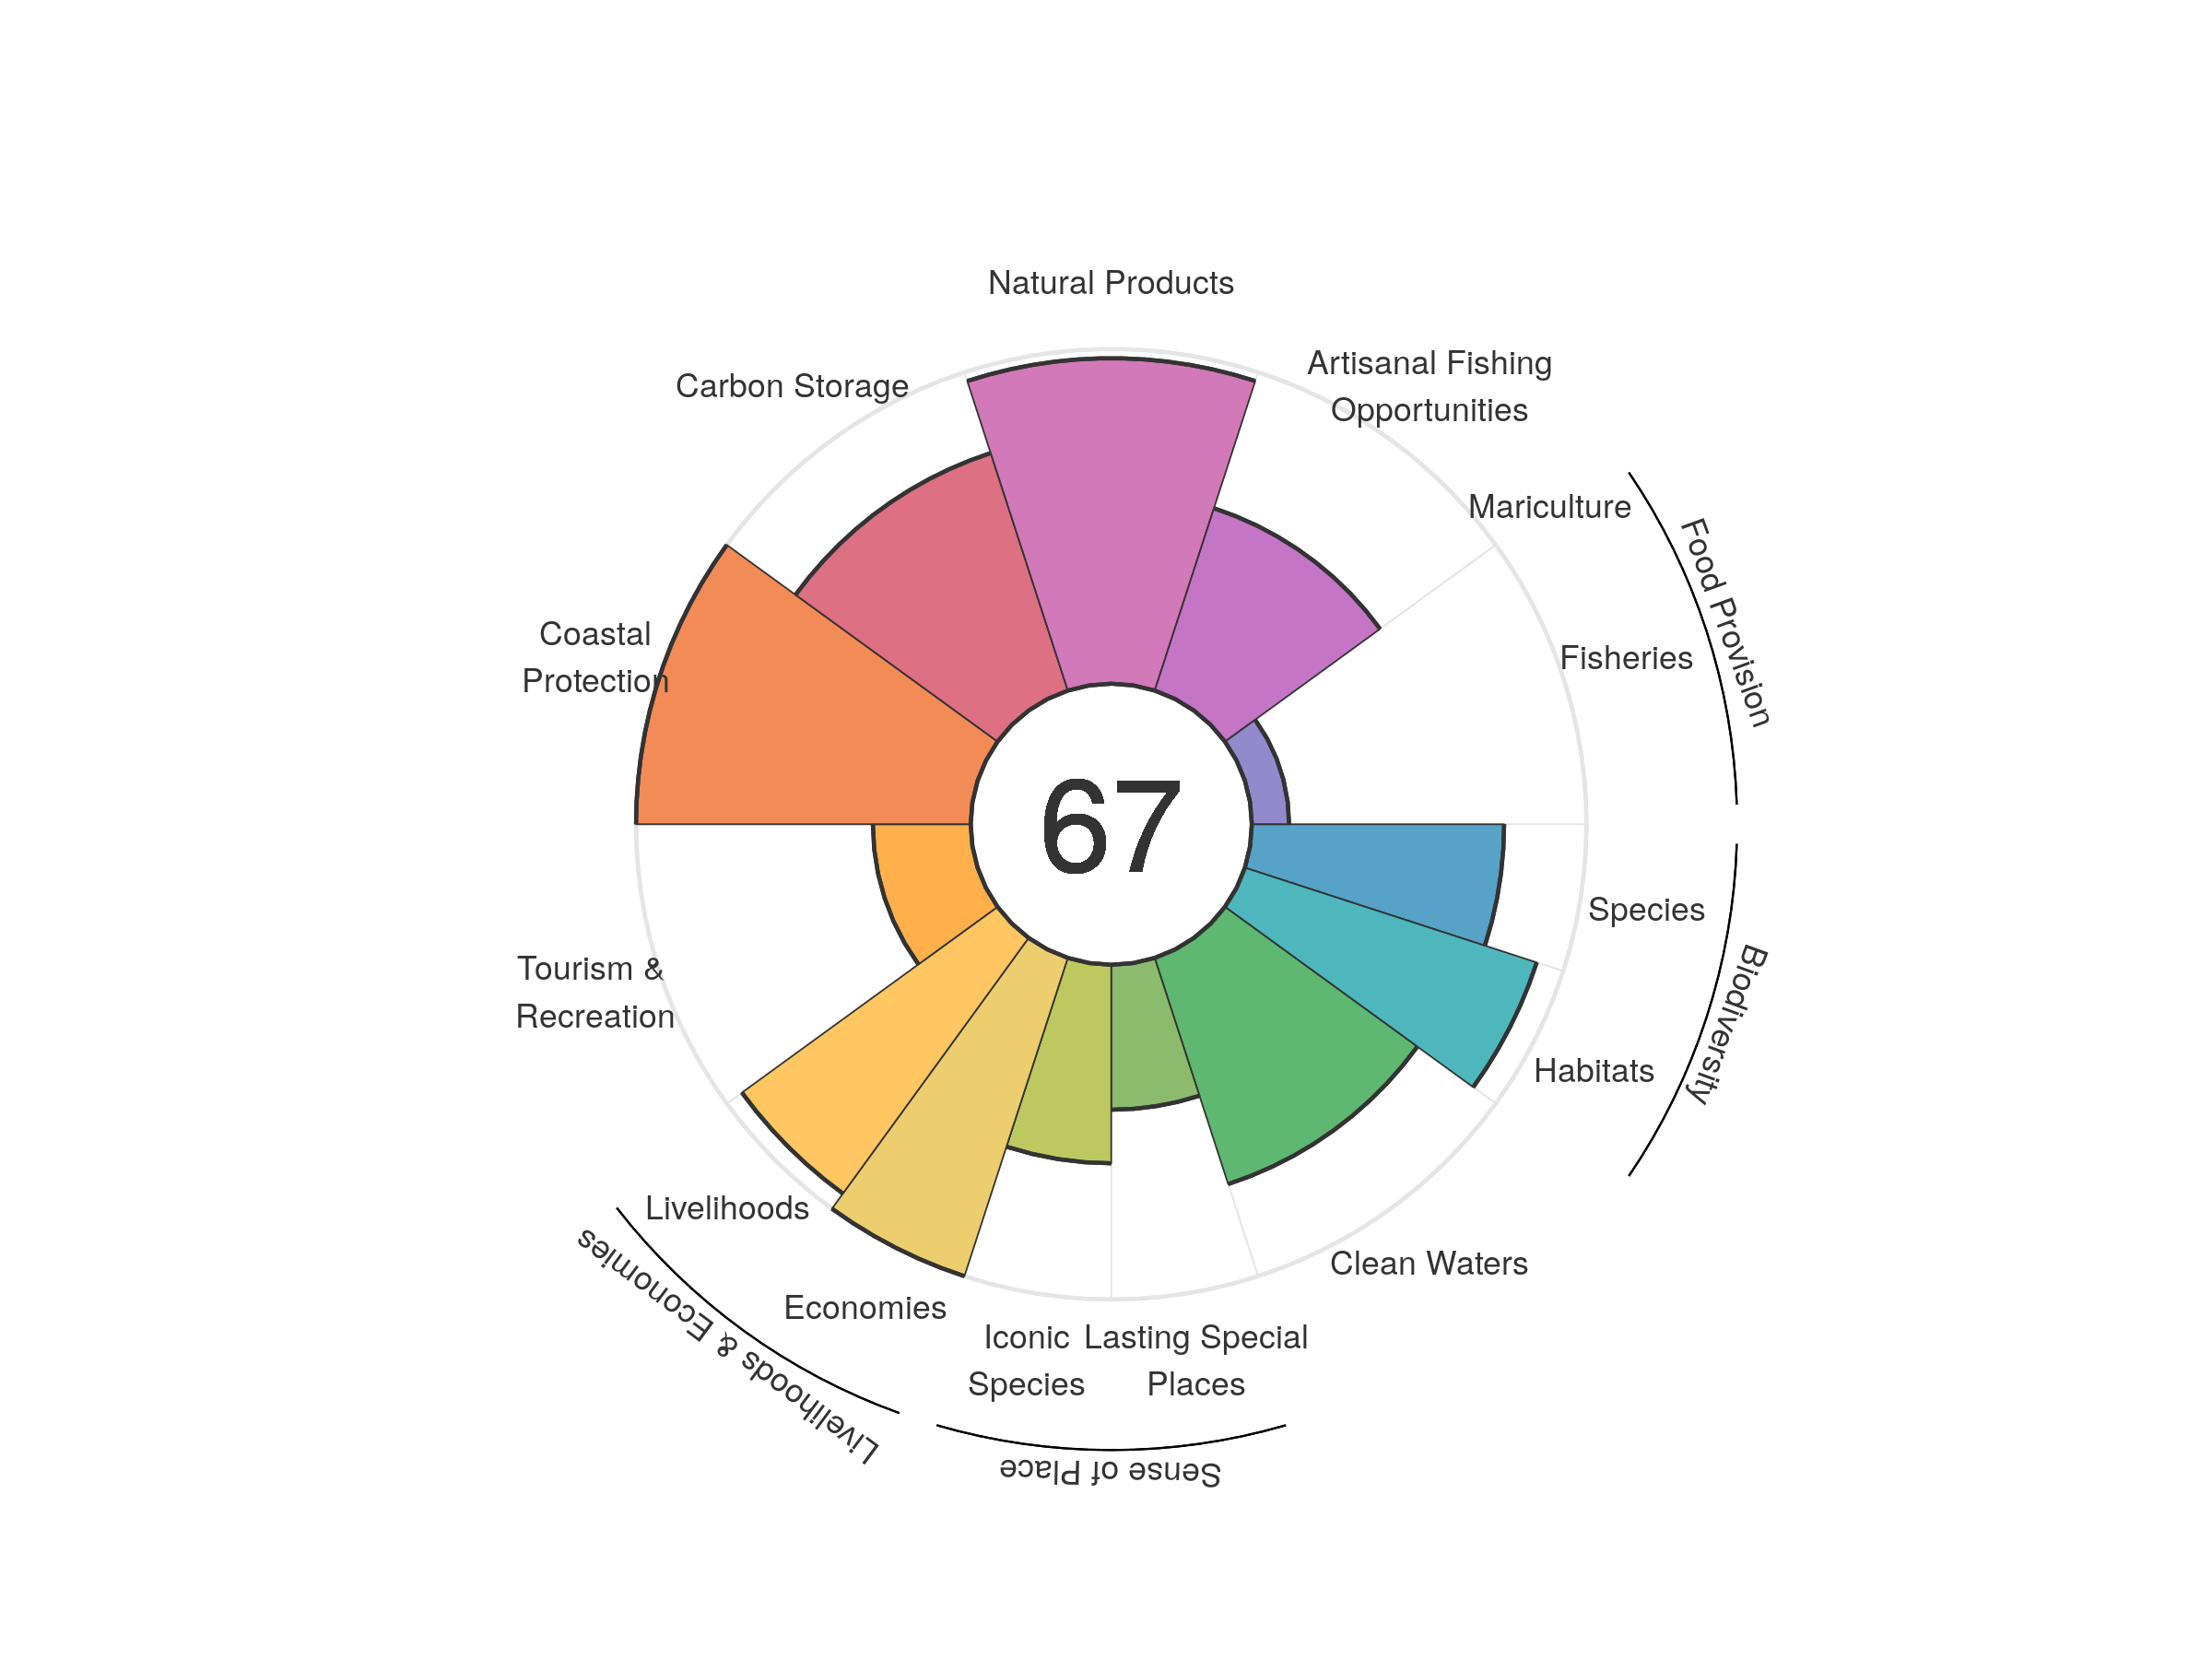 Natural Products
Carbon Storage
Artisanal Fishing
Opportunities
Mariculture
Food Provision
Fisheries
Coastal
Protection
67
Species
Biodiversity
Habitats
Tourism &
Recreation
Livelihoods
Livelihoods & Economies
Economies
Clean Waters
Iconic
Species
Lasting Special
Places
Sense of Place